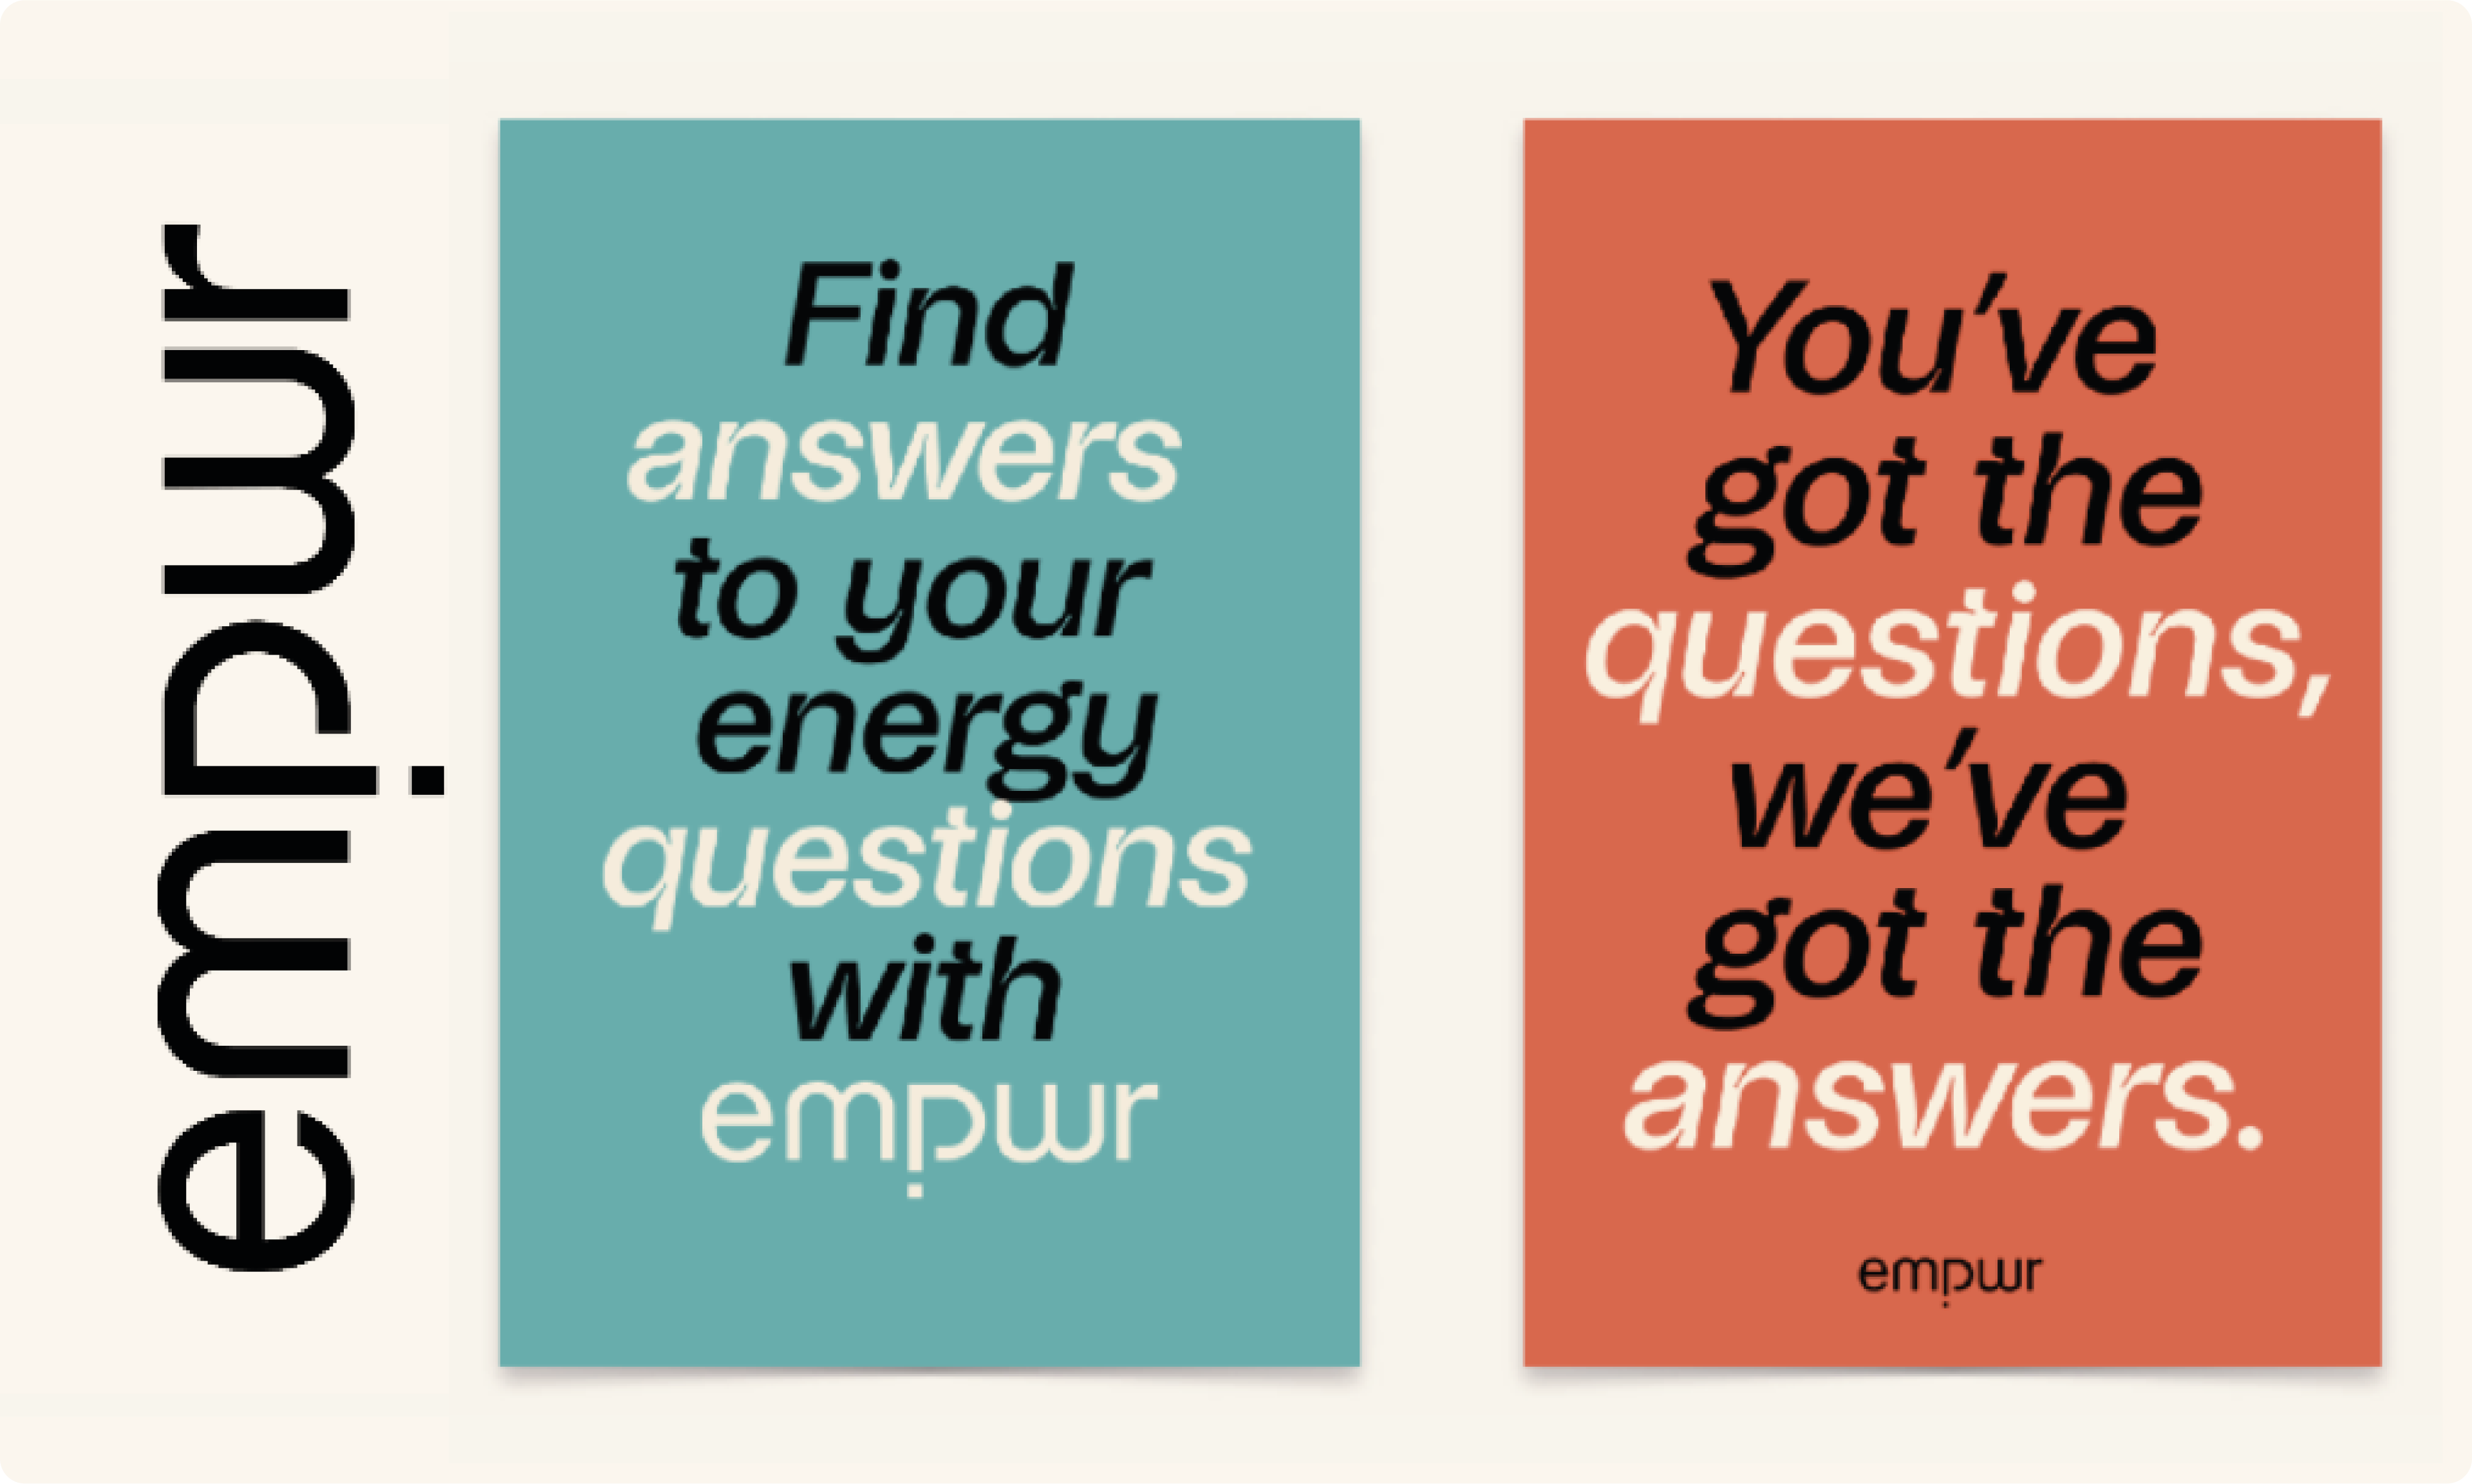 empwr
Find
answers
to your
energy
questions
with
empwr
You've
got the
questions,
we've
got the
answers.
empwr